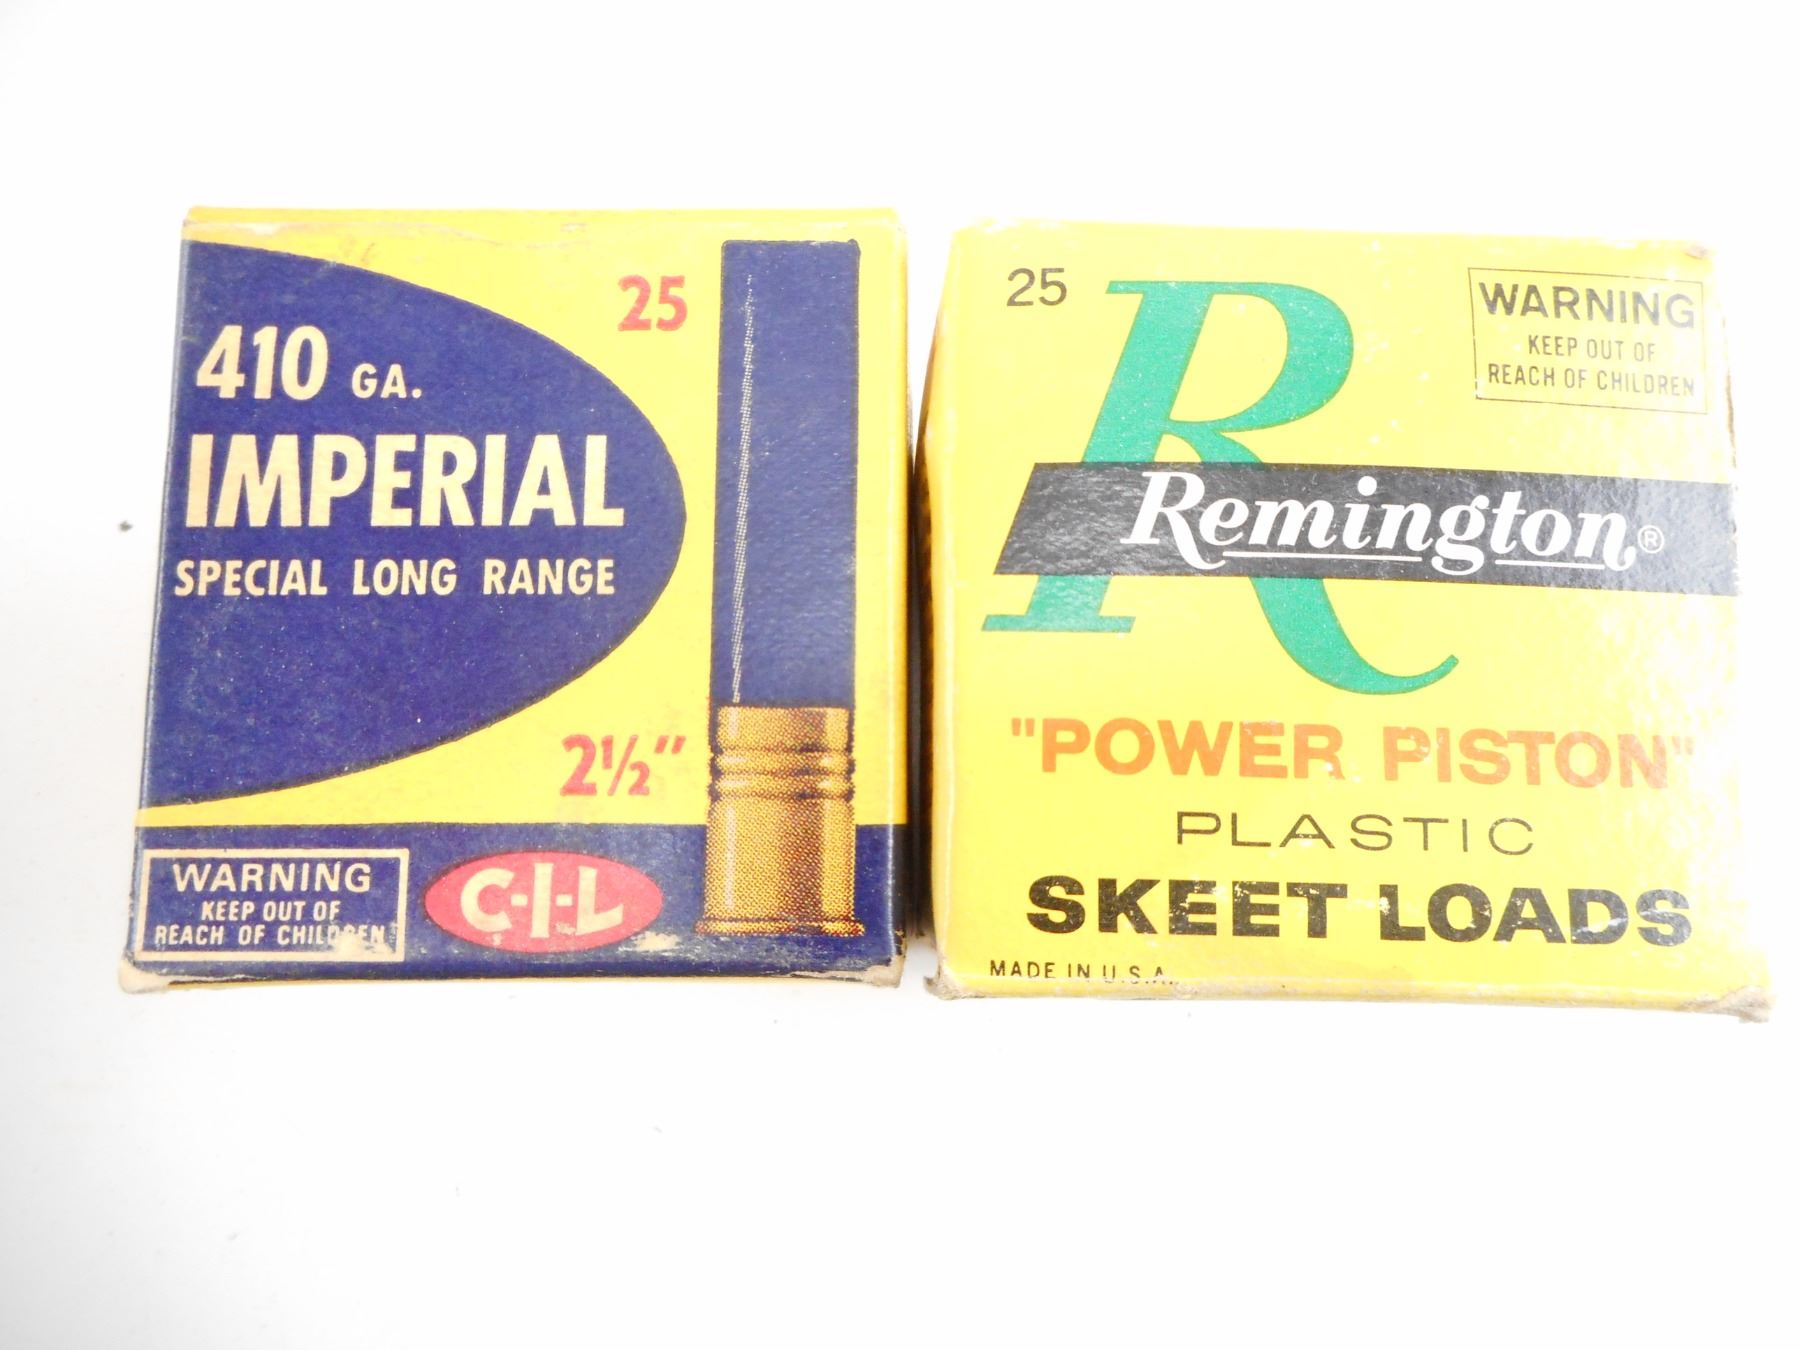 410 GA.
25
IMPERIAL
SPECIAL LONG RANGE
2½"
WARNING
KEEP OUT OF
REACH OF CHILDREN
C-I-L
25
R
WARNING
KEEP OUT OF
REACH OF CHILDREN
Remington®
"POWER PISTON"
PLASTIC
SKEET LOADS
MADE IN U.S.A.